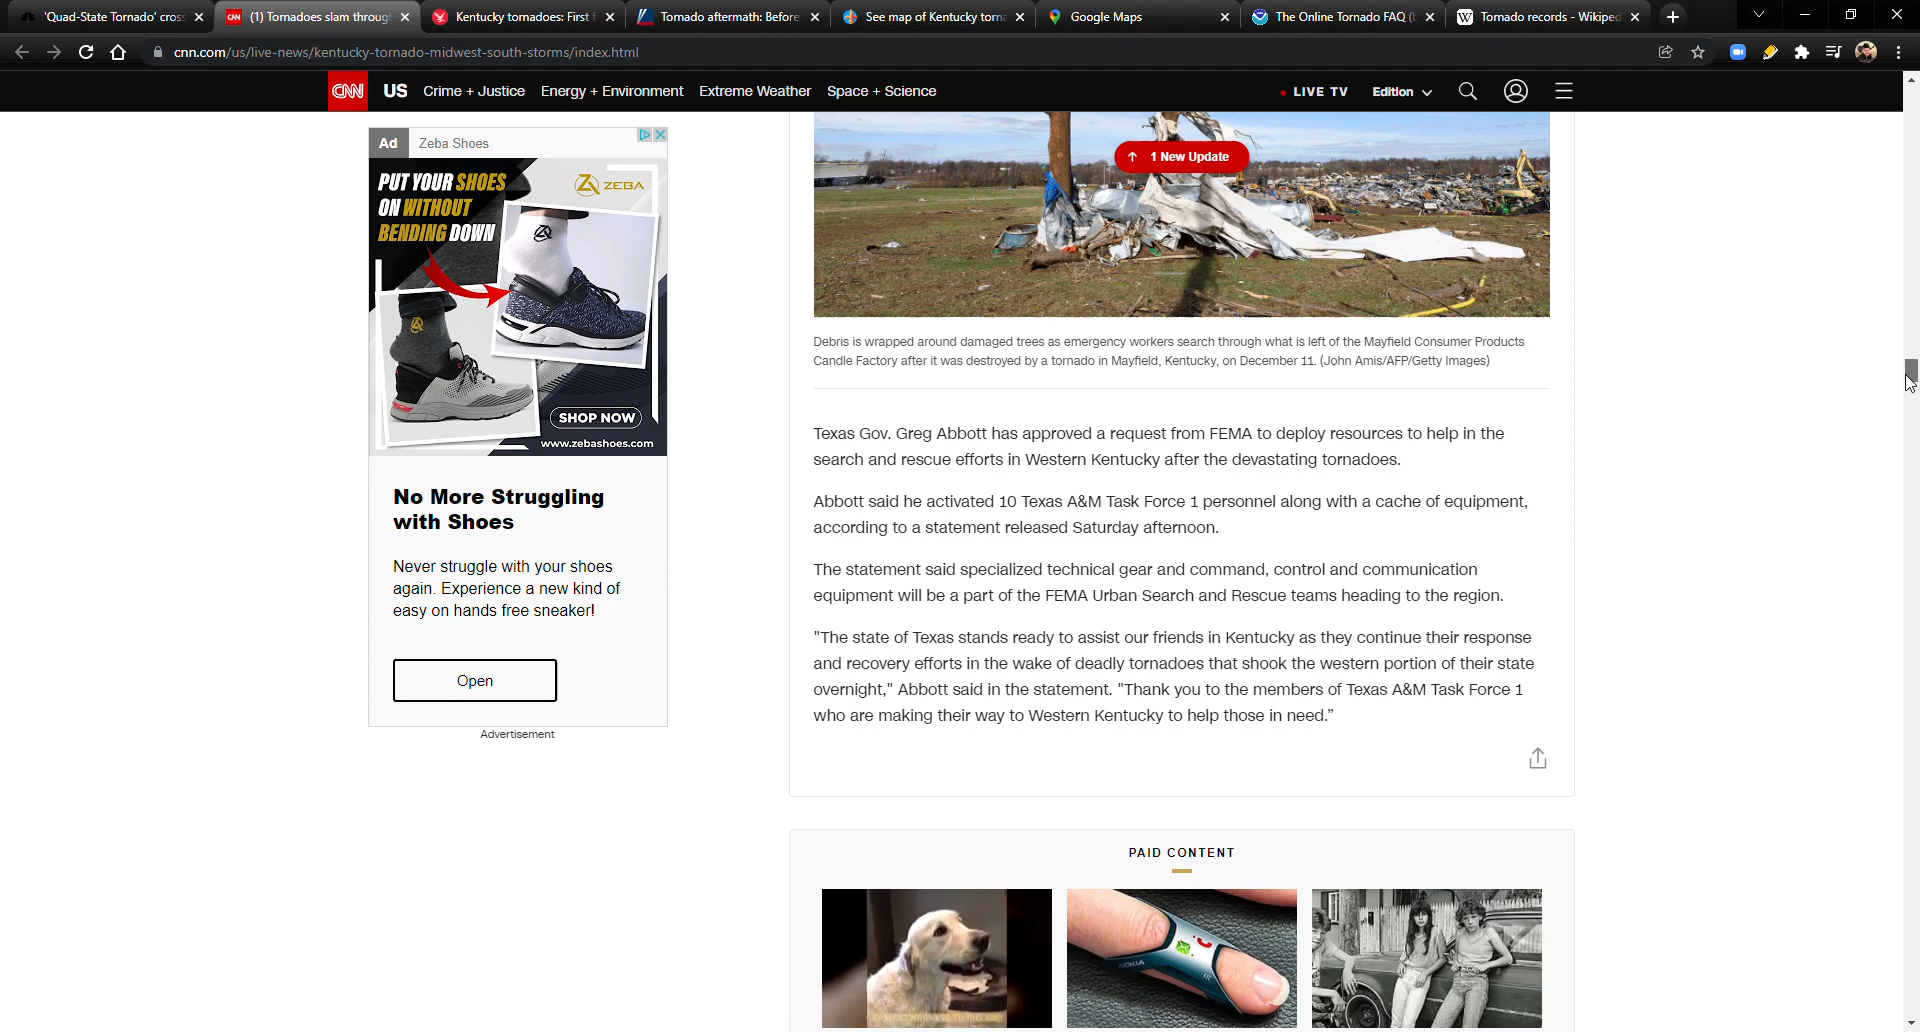 'Quad-State Tornado' cros
(1) Tornadoes slam throug
Kentucky tornadoes: First
Tornado aftermath: Before
See map of Kentucky torna
Google Maps
The Online Tornado FAQ (
Tornado records - Wikiped
cnn.com/us/live-news/kentucky-tornado-midwest-south-storms/index.html
CNN US Crime + Justice Energy + Environment Extreme Weather Space + Science LIVE TV Edition
Ad Zeba Shoes
PUT YOUR SHOES
ON WITHOUT
BENDING DOWN
ZEBA
SHOP NOW
www.zebashoes.com
No More Struggling
with Shoes
Never struggle with your shoes
again. Experience a new kind of
easy on hands free sneaker!
Open
Advertisement
1 New Update
Debris is wrapped around damaged trees as emergency workers search through what is left of the Mayfield Consumer Products
Candle Factory after it was destroyed by a tornado in Mayfield, Kentucky, on December 11. (John Amis/AFP/Getty Images)
Texas Gov. Greg Abbott has approved a request from FEMA to deploy resources to help in the
search and rescue efforts in Western Kentucky after the devastating tornadoes.
Abbott said he activated 10 Texas A&M Task Force 1 personnel along with a cache of equipment,
according to a statement released Saturday afternoon.
The statement said specialized technical gear and command, control and communication
equipment will be a part of the FEMA Urban Search and Rescue teams heading to the region.
"The state of Texas stands ready to assist our friends in Kentucky as they continue their response
and recovery efforts in the wake of deadly tornadoes that shook the western portion of their state
overnight," Abbott said in the statement. "Thank you to the members of Texas A&M Task Force 1
who are making their way to Western Kentucky to help those in need.”
PAID CONTENT
NOKIA